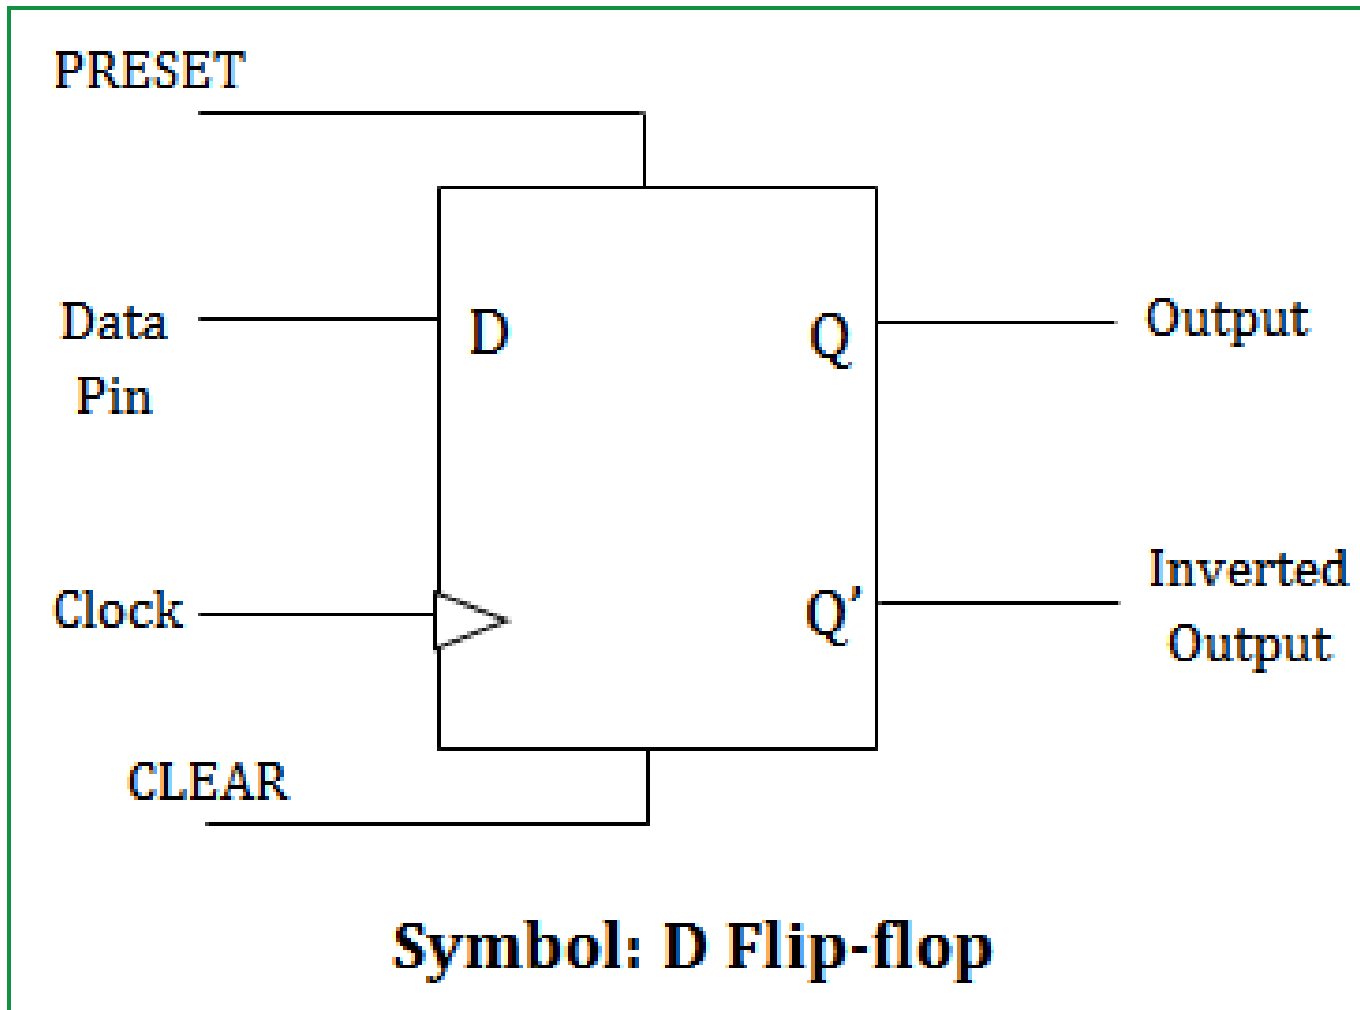 PRESET
Data
Pin
D
Q
Output
Clock
Q’
Inverted
Output
CLEAR
Symbol: D Flip-flop